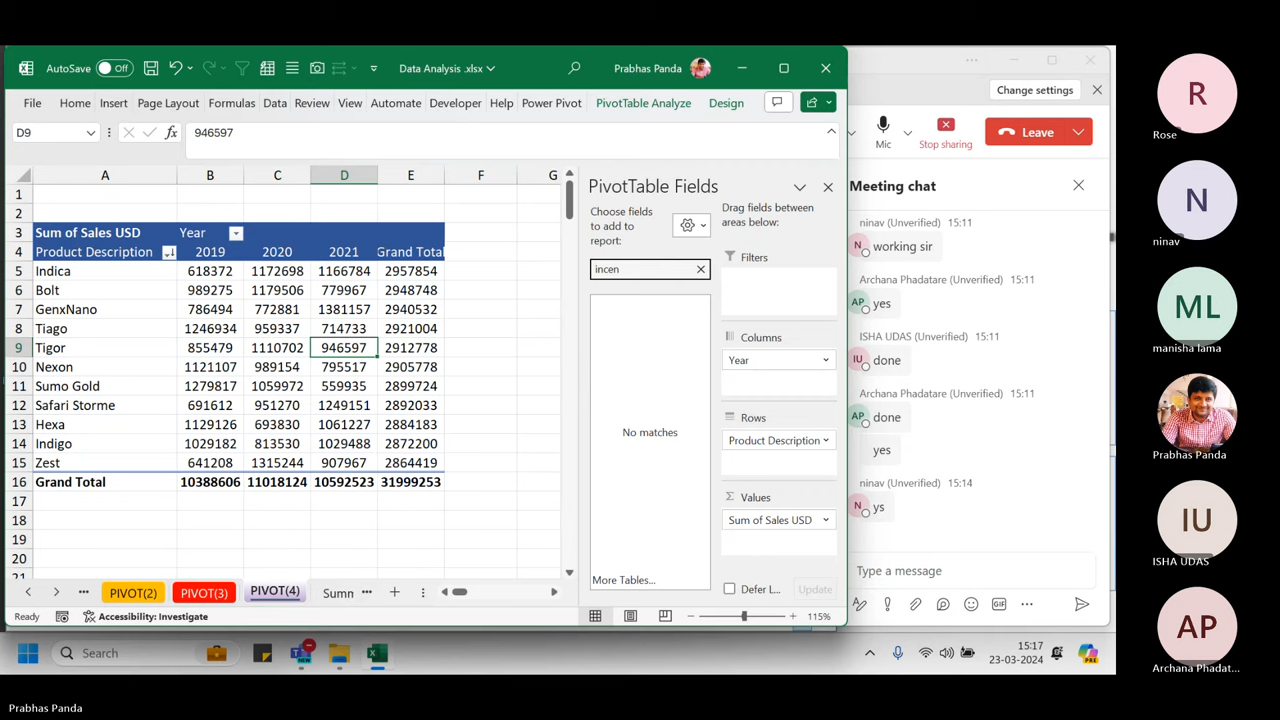 AutoSave Off Data Analysis .xlsx Prabhas Panda
File Home Insert Page Layout Formulas Data Review View Automate Developer Help Power Pivot PivotTable Analyze Design
D9 fx 946597
A B C D E F G
1
2
3 Sum of Sales USD Year
4 Product Description 2019 2020 2021 Grand Total
5 Indica 618372 1172698 1166784 2957854
6 Bolt 989275 1179506 779967 2948748
7 GenxNano 786494 772881 1381157 2940532
8 Tiago 1246934 959337 714733 2921004
9 Tigor 855479 1110702 946597 2912778
10 Nexon 1121107 989154 795517 2905778
11 Sumo Gold 1279817 1059972 559935 2899724
12 Safari Storme 691612 951270 1249151 2892033
13 Hexa 1129126 693830 1061227 2884183
14 Indigo 1029182 813530 1029488 2872200
15 Zest 641208 1315244 907967 2864419
16 Grand Total 10388606 11018124 10592523 31999253
17
18
19
20
21
PIVOT(2) PIVOT(3) PIVOT(4) Sumn
Ready Accessibility: Investigate 115%
PivotTable Fields
Choose fields
to add to
report:
incen
No matches
More Tables...
Drag fields between
areas below:
Filters
Columns
Year
Rows
Product Description
Σ Values
Sum of Sales USD
Defer L... Update
Change settings
Mic Stop sharing Leave
Meeting chat
ninav (Unverified) 15:11
N working sir
Archana Phadatare (Unverified) 15:11
AP yes
ISHA UDAS (Unverified) 15:11
IU done
Archana Phadatare (Unverified) 15:11
AP done
yes
ninav (Unverified) 15:14
N ys
Type a message
GIF
Search
NEW
15:17
23-03-2024
PRE
R
Rose
N
ninav
ML
manisha lama
Prabhas Panda
IU
ISHA UDAS
AP
Archana Phadat...
Prabhas Panda